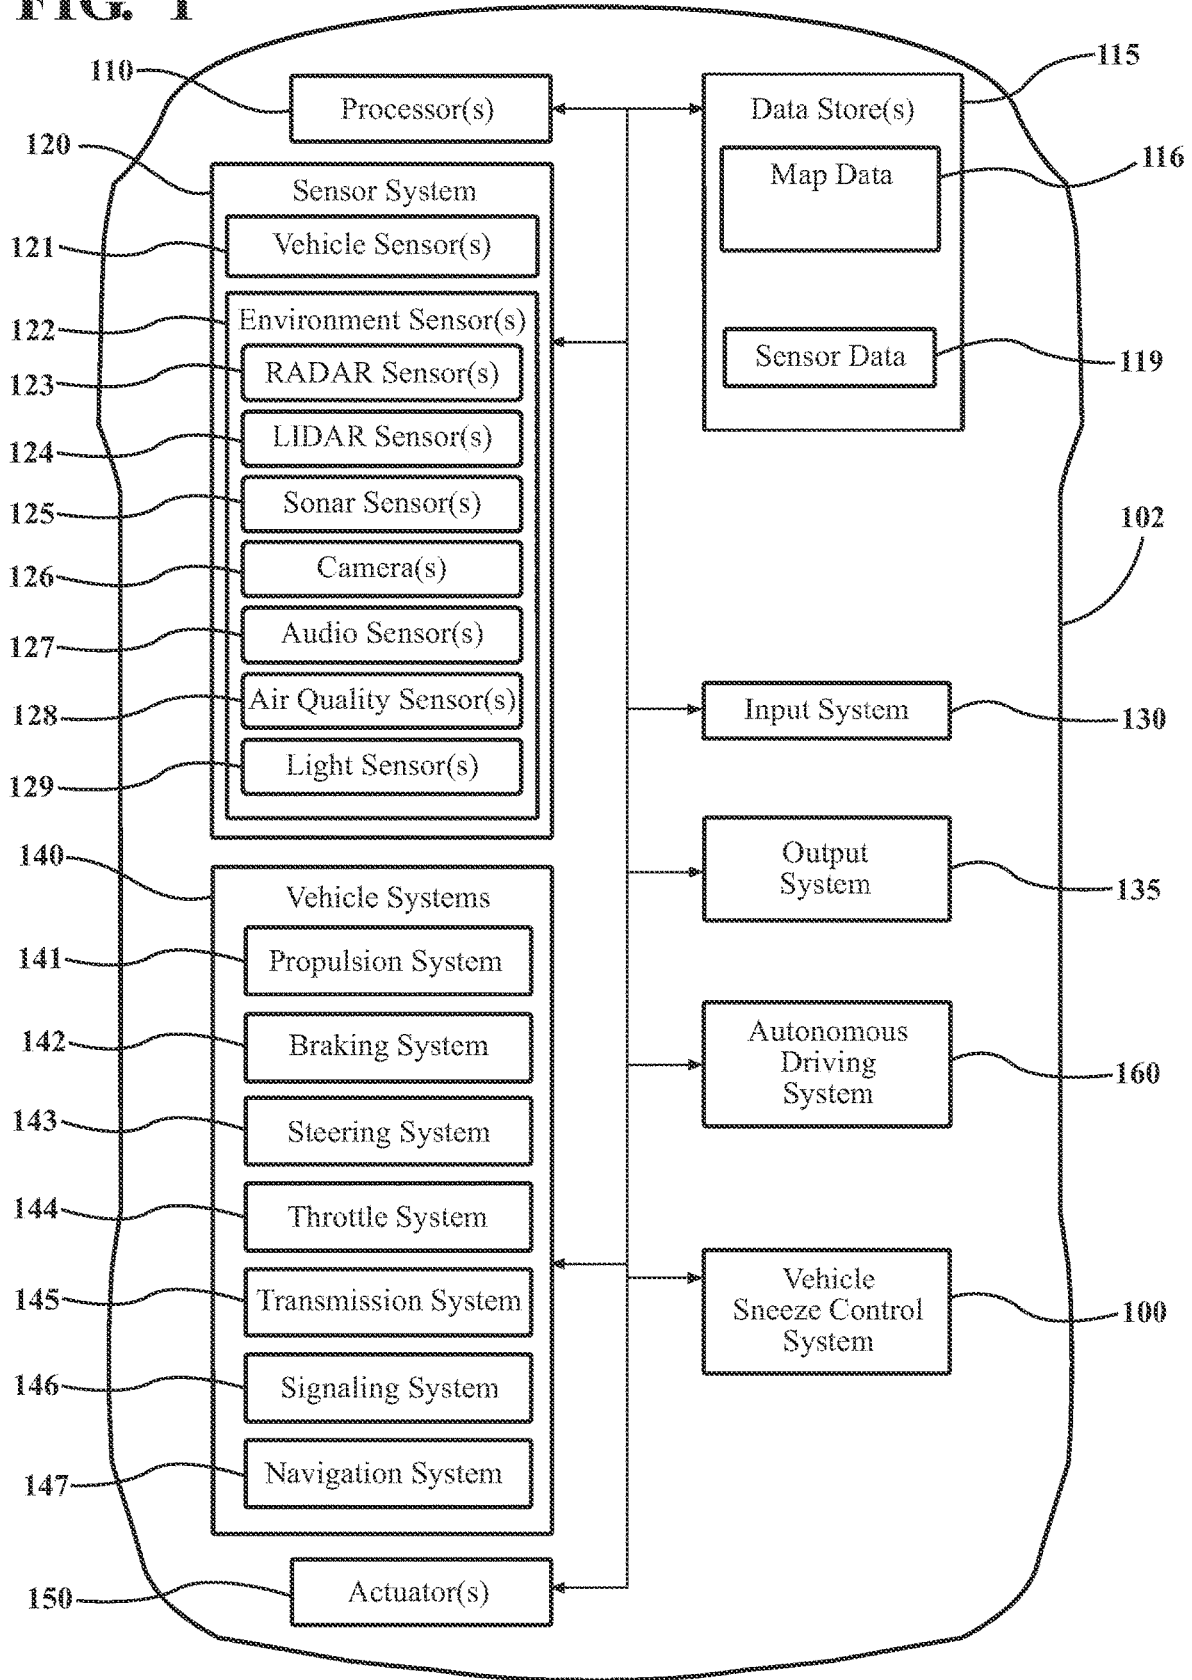 FIG. 1
110
Processor(s)
120
Sensor System
121
Vehicle Sensor(s)
122
Environment Sensor(s)
123
RADAR Sensor(s)
124
LIDAR Sensor(s)
125
Sonar Sensor(s)
126
Camera(s)
127
Audio Sensor(s)
128
Air Quality Sensor(s)
129
Light Sensor(s)
140
Vehicle Systems
141
Propulsion System
142
Braking System
143
Steering System
144
Throttle System
145
Transmission System
146
Signaling System
147
Navigation System
150
Actuator(s)
115
Data Store(s)
116
Map Data
119
Sensor Data
102
130
Input System
135
Output
System
160
Autonomous
Driving
System
100
Vehicle
Sneeze Control
System